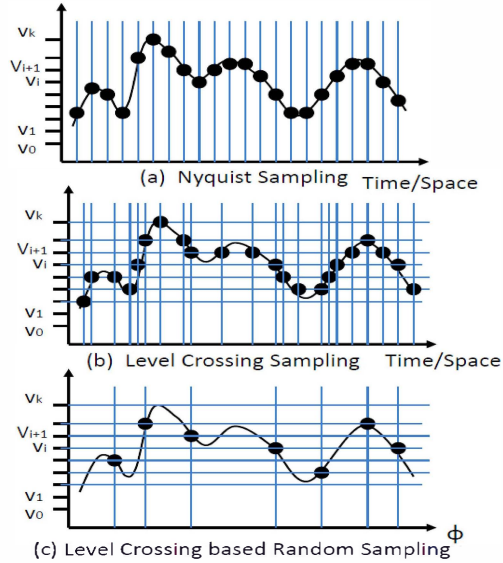 Vk
Vi+1
Vi
V1
V0
(a) Nyquist Sampling Time/Space
Vk
Vi+1
Vi
V1
V0
(b) Level Crossing Sampling Time/Space
Vk
Vi+1
Vi
V1
V0
ϕ
(c) Level Crossing based Random Sampling